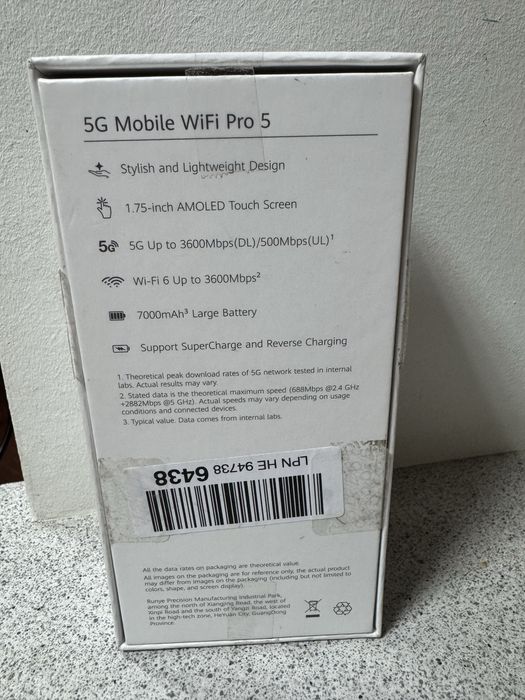 5G Mobile WiFi Pro 5
Stylish and Lightweight Design
1.75-inch AMOLED Touch Screen
5G 5G Up to 3600Mbps(DL)/500Mbps(UL)¹
Wi-Fi 6 Up to 3600Mbps²
7000mAh³ Large Battery
Support SuperCharge and Reverse Charging
1. Theoretical peak download rates of 5G network tested in internal
labs. Actual results may vary.
2. Stated data is the theoretical maximum speed (688Mbps @2.4 GHz
+2882Mbps @5 GHz). Actual speeds may vary depending on usage
conditions and connected devices.
3. Typical value. Data comes from internal labs.
LPN HE 94738 6438
All the data rates on packaging are theoretical value.
All images on the packaging are for reference only, the actual product
may differ from images on the packaging (including but not limited to
colors, shape, and screen display).
Runye Precision Manufacturing Industrial Park,
among the north of Xiangjing Road, the west of
Xinpi Road and the south of Yangzi Road, located
in the high-tech zone, HeYuan City, GuangDong
Province.